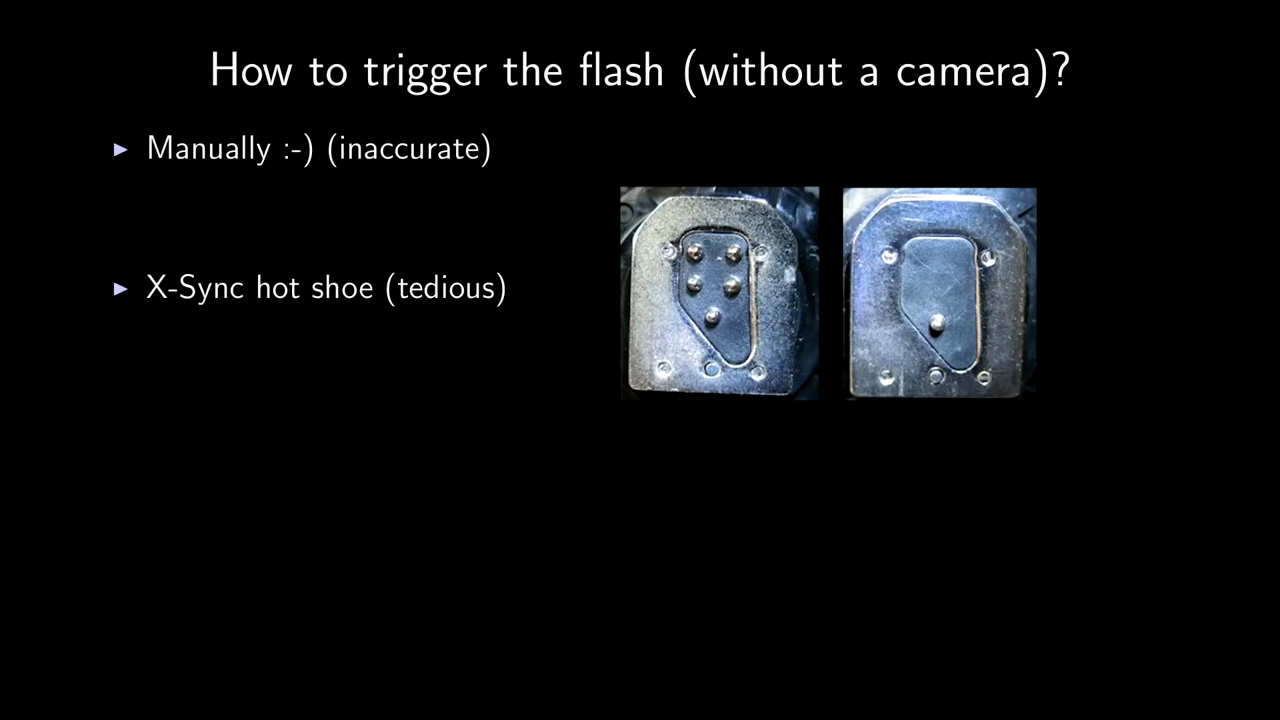 How to trigger the flash (without a camera)?
Manually :-) (inaccurate)
X-Sync hot shoe (tedious)